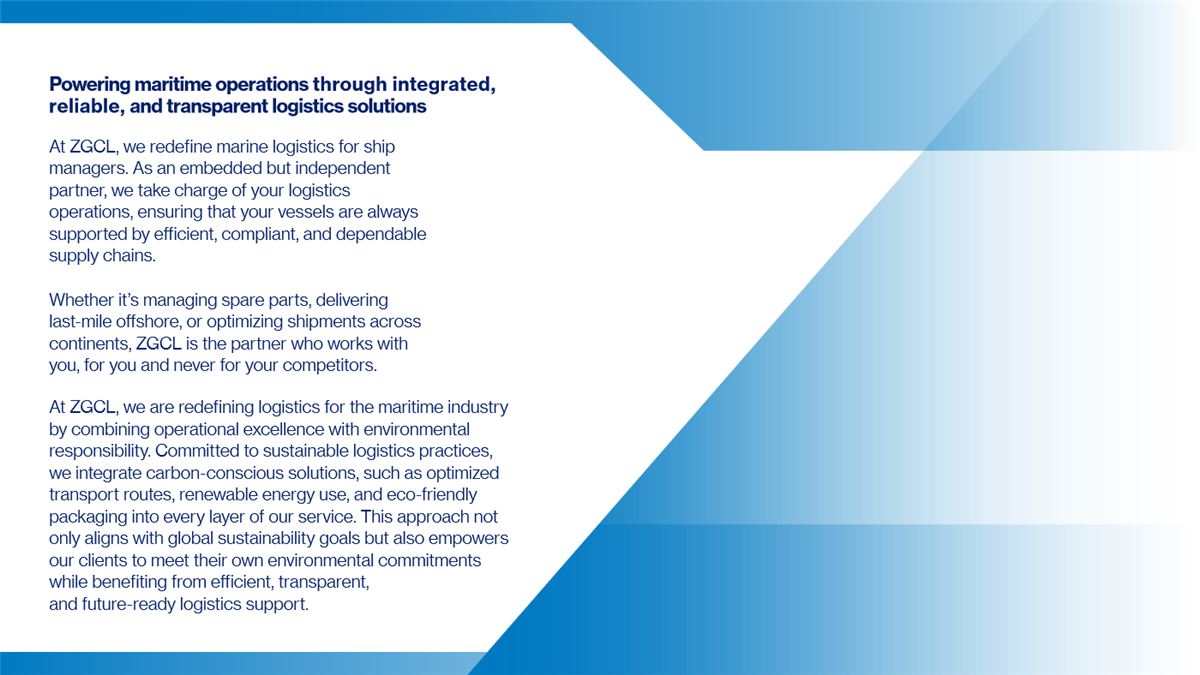 Powering maritime operations through integrated,
reliable, and transparent logistics solutions
At ZGCL, we redefine marine logistics for ship
managers. As an embedded but independent
partner, we take charge of your logistics
operations, ensuring that your vessels are always
supported by efficient, compliant, and dependable
supply chains.
Whether it’s managing spare parts, delivering
last-mile offshore, or optimizing shipments across
continents, ZGCL is the partner who works with
you, for you and never for your competitors.
At ZGCL, we are redefining logistics for the maritime industry
by combining operational excellence with environmental
responsibility. Committed to sustainable logistics practices,
we integrate carbon-conscious solutions, such as optimized
transport routes, renewable energy use, and eco-friendly
packaging into every layer of our service. This approach not
only aligns with global sustainability goals but also empowers
our clients to meet their own environmental commitments
while benefiting from efficient, transparent,
and future-ready logistics support.